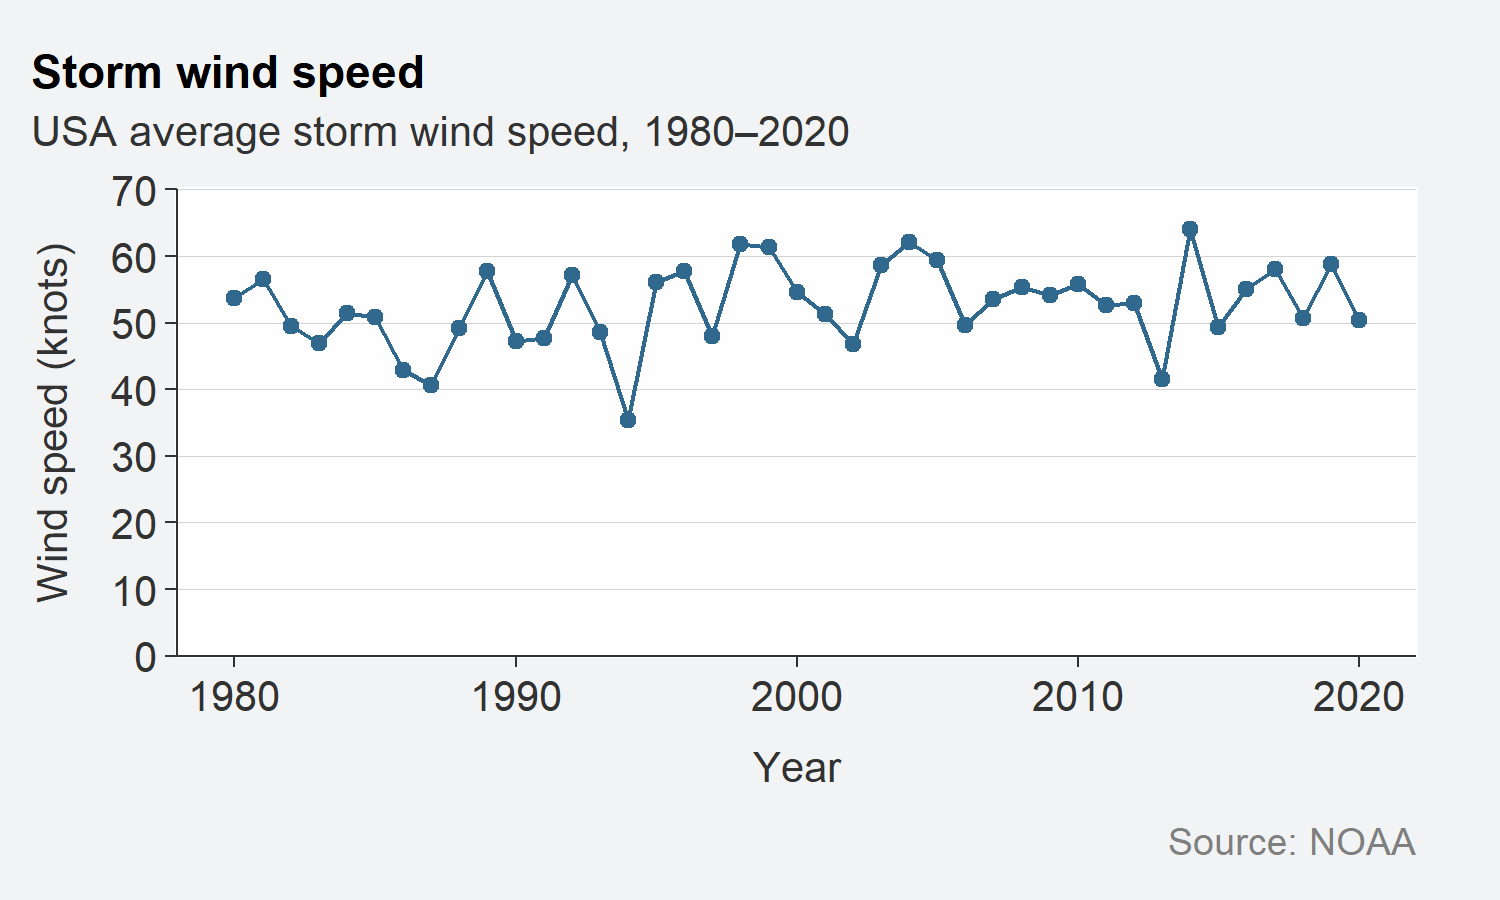 Storm wind speed
USA average storm wind speed, 1980–2020
Wind speed (knots)
70
60
50
40
30
20
10
0
1980 1990 2000 2010 2020
Year
Source: NOAA